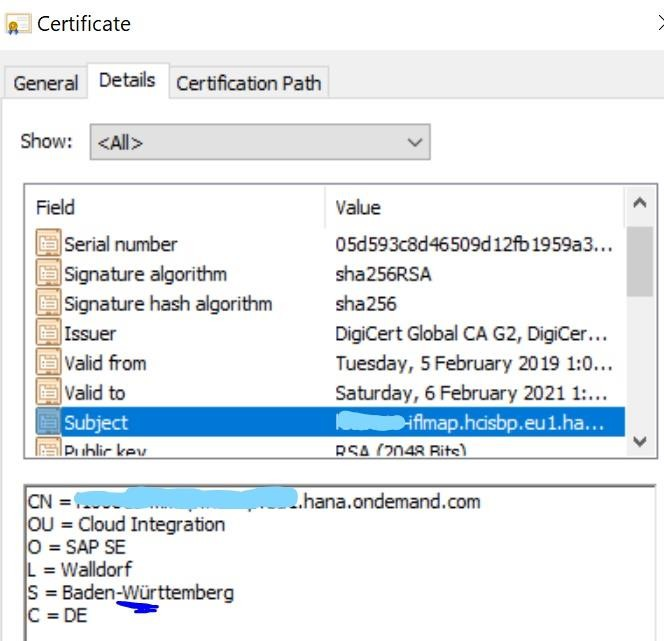 Certificate
General Details Certification Path
Show: <All>
Field Value
Serial number 05d593c8d46509d12fb1959a3...
Signature algorithm sha256RSA
Signature hash algorithm sha256
Issuer DigiCert Global CA G2, DigiCer...
Valid from Tuesday, 5 February 2019 1:0...
Valid to Saturday, 6 February 2021 1:...
Subject -iflmap.hcisbp.eu1.ha...
Public key RSA (2048 Bits)
CN = .hana.ondemand.com
OU = Cloud Integration
O = SAP SE
L = Walldorf
S = Baden-Württemberg
C = DE